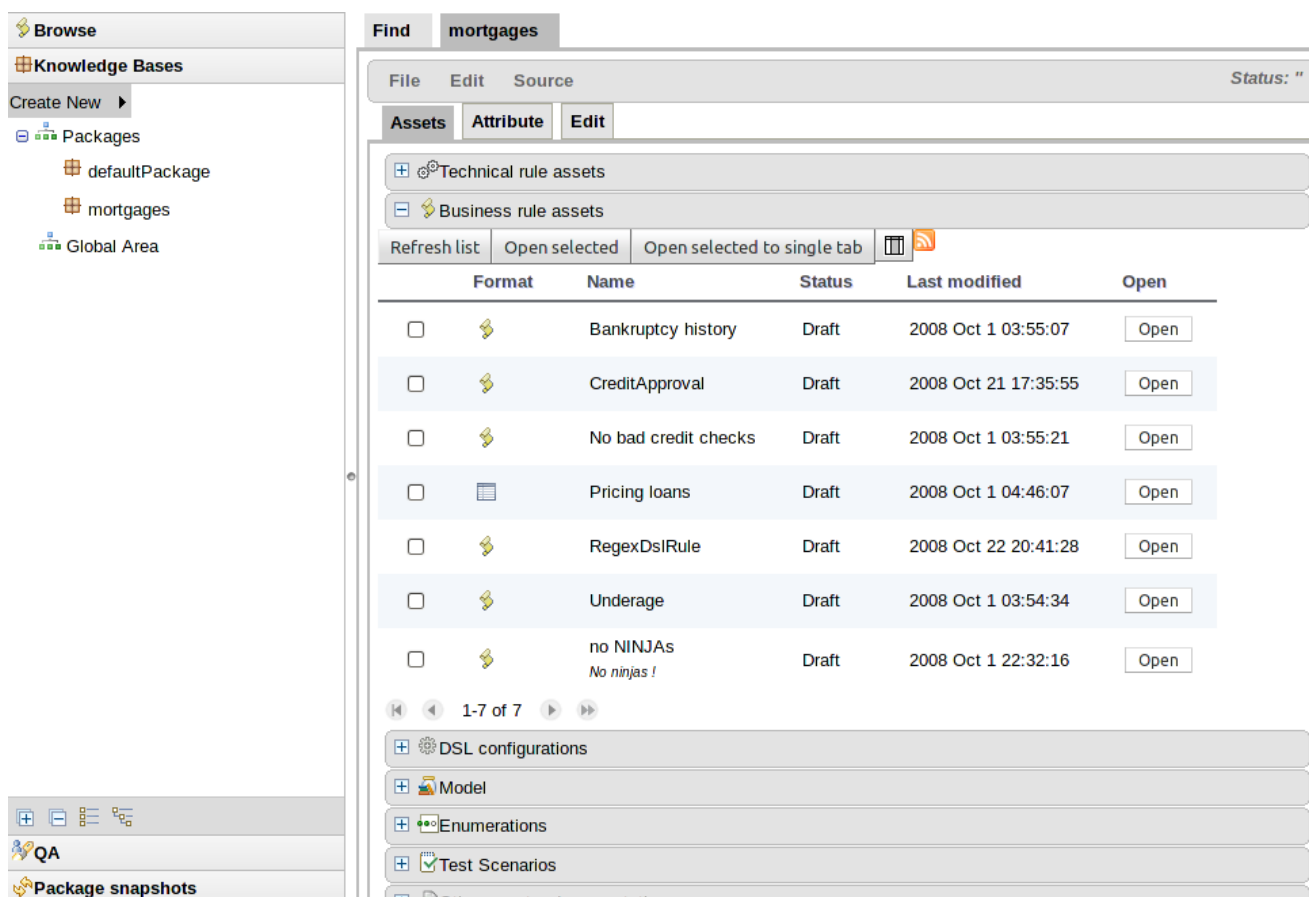 Browse
Knowledge Bases
Create New
Packages
defaultPackage
mortgages
Global Area
QA
Package snapshots
Find mortgages
File Edit Source Status: ''
Assets Attribute Edit
Technical rule assets
Business rule assets
Refresh list Open selected Open selected to single tab
Format Name Status Last modified Open
Bankruptcy history Draft 2008 Oct 1 03:55:07 Open
CreditApproval Draft 2008 Oct 21 17:35:55 Open
No bad credit checks Draft 2008 Oct 1 03:55:21 Open
Pricing loans Draft 2008 Oct 1 04:46:07 Open
RegexDslRule Draft 2008 Oct 22 20:41:28 Open
Underage Draft 2008 Oct 1 03:54:34 Open
no NINJAs Draft 2008 Oct 1 22:32:16 Open
No ninjas !
1-7 of 7
DSL configurations
Model
Enumerations
Test Scenarios